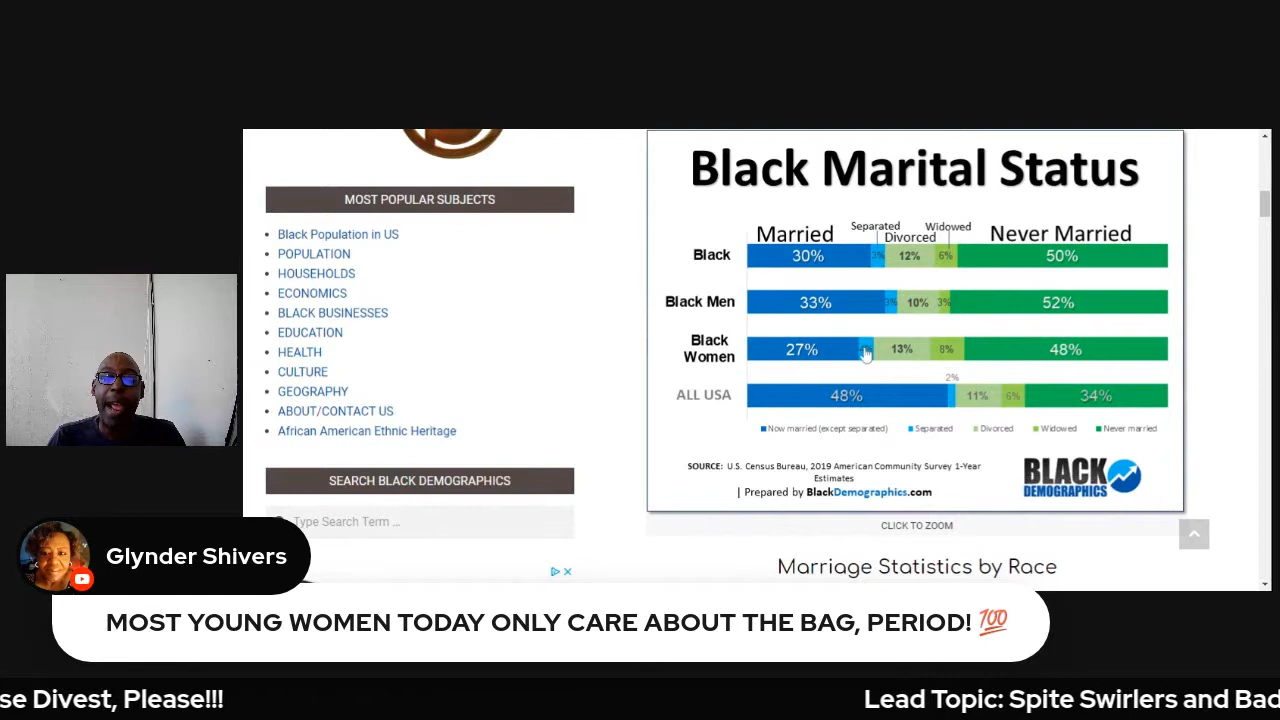 MOST POPULAR SUBJECTS
Black Population in US
POPULATION
HOUSEHOLDS
ECONOMICS
BLACK BUSINESSES
EDUCATION
HEALTH
CULTURE
GEOGRAPHY
ABOUT/CONTACT US
African American Ethnic Heritage
SEARCH BLACK DEMOGRAPHICS
Type Search Term ...
Black Marital Status
Married
Separated
Divorced
Widowed
Never Married
Black
30%
3%
12%
6%
50%
Black Men
33%
3%
10%
3%
52%
Black
Women
27%
13%
8%
48%
2%
ALL USA
48%
11%
6%
34%
Now married (except separated)
Separated
Divorced
Widowed
Never married
SOURCE: U.S. Census Bureau, 2019 American Community Survey 1-Year
Estimates
| Prepared by BlackDemographics.com
BLACK
DEMOGRAPHICS
CLICK TO ZOOM
Marriage Statistics by Race
Glynder Shivers
MOST YOUNG WOMEN TODAY ONLY CARE ABOUT THE BAG, PERIOD! 💯
se Divest, Please!!!
Lead Topic: Spite Swirlers and Bad